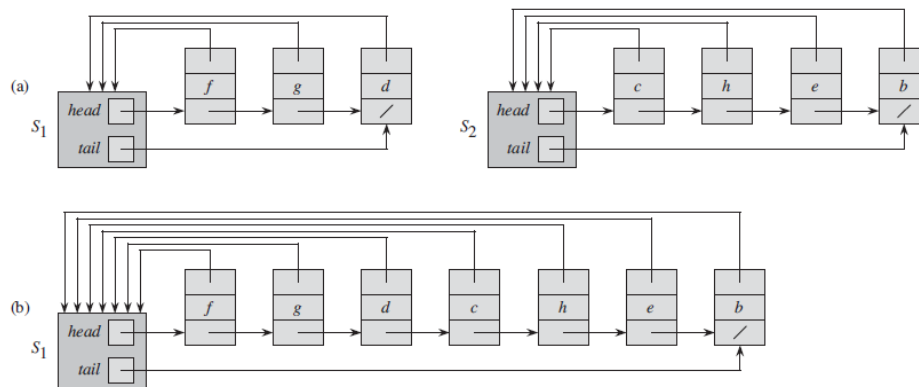 (a)
f g d
head
S1
tail
c h e b
head
S2
tail
(b)
f g d c h e b
head
S1
tail